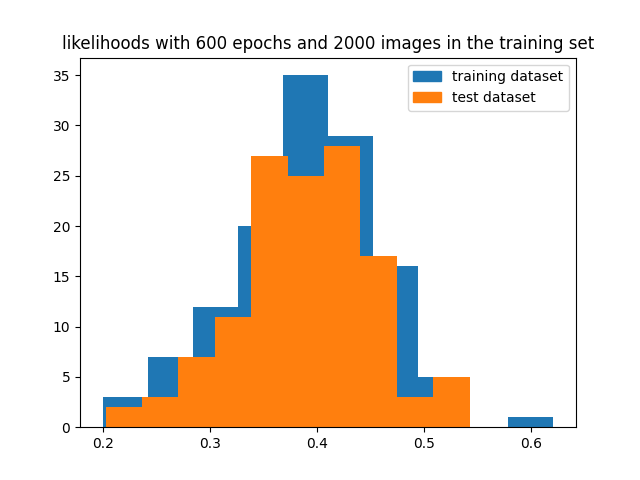 likelihoods with 600 epochs and 2000 images in the training set
training dataset
test dataset
35
30
25
20
15
10
5
0
0.2 0.3 0.4 0.5 0.6